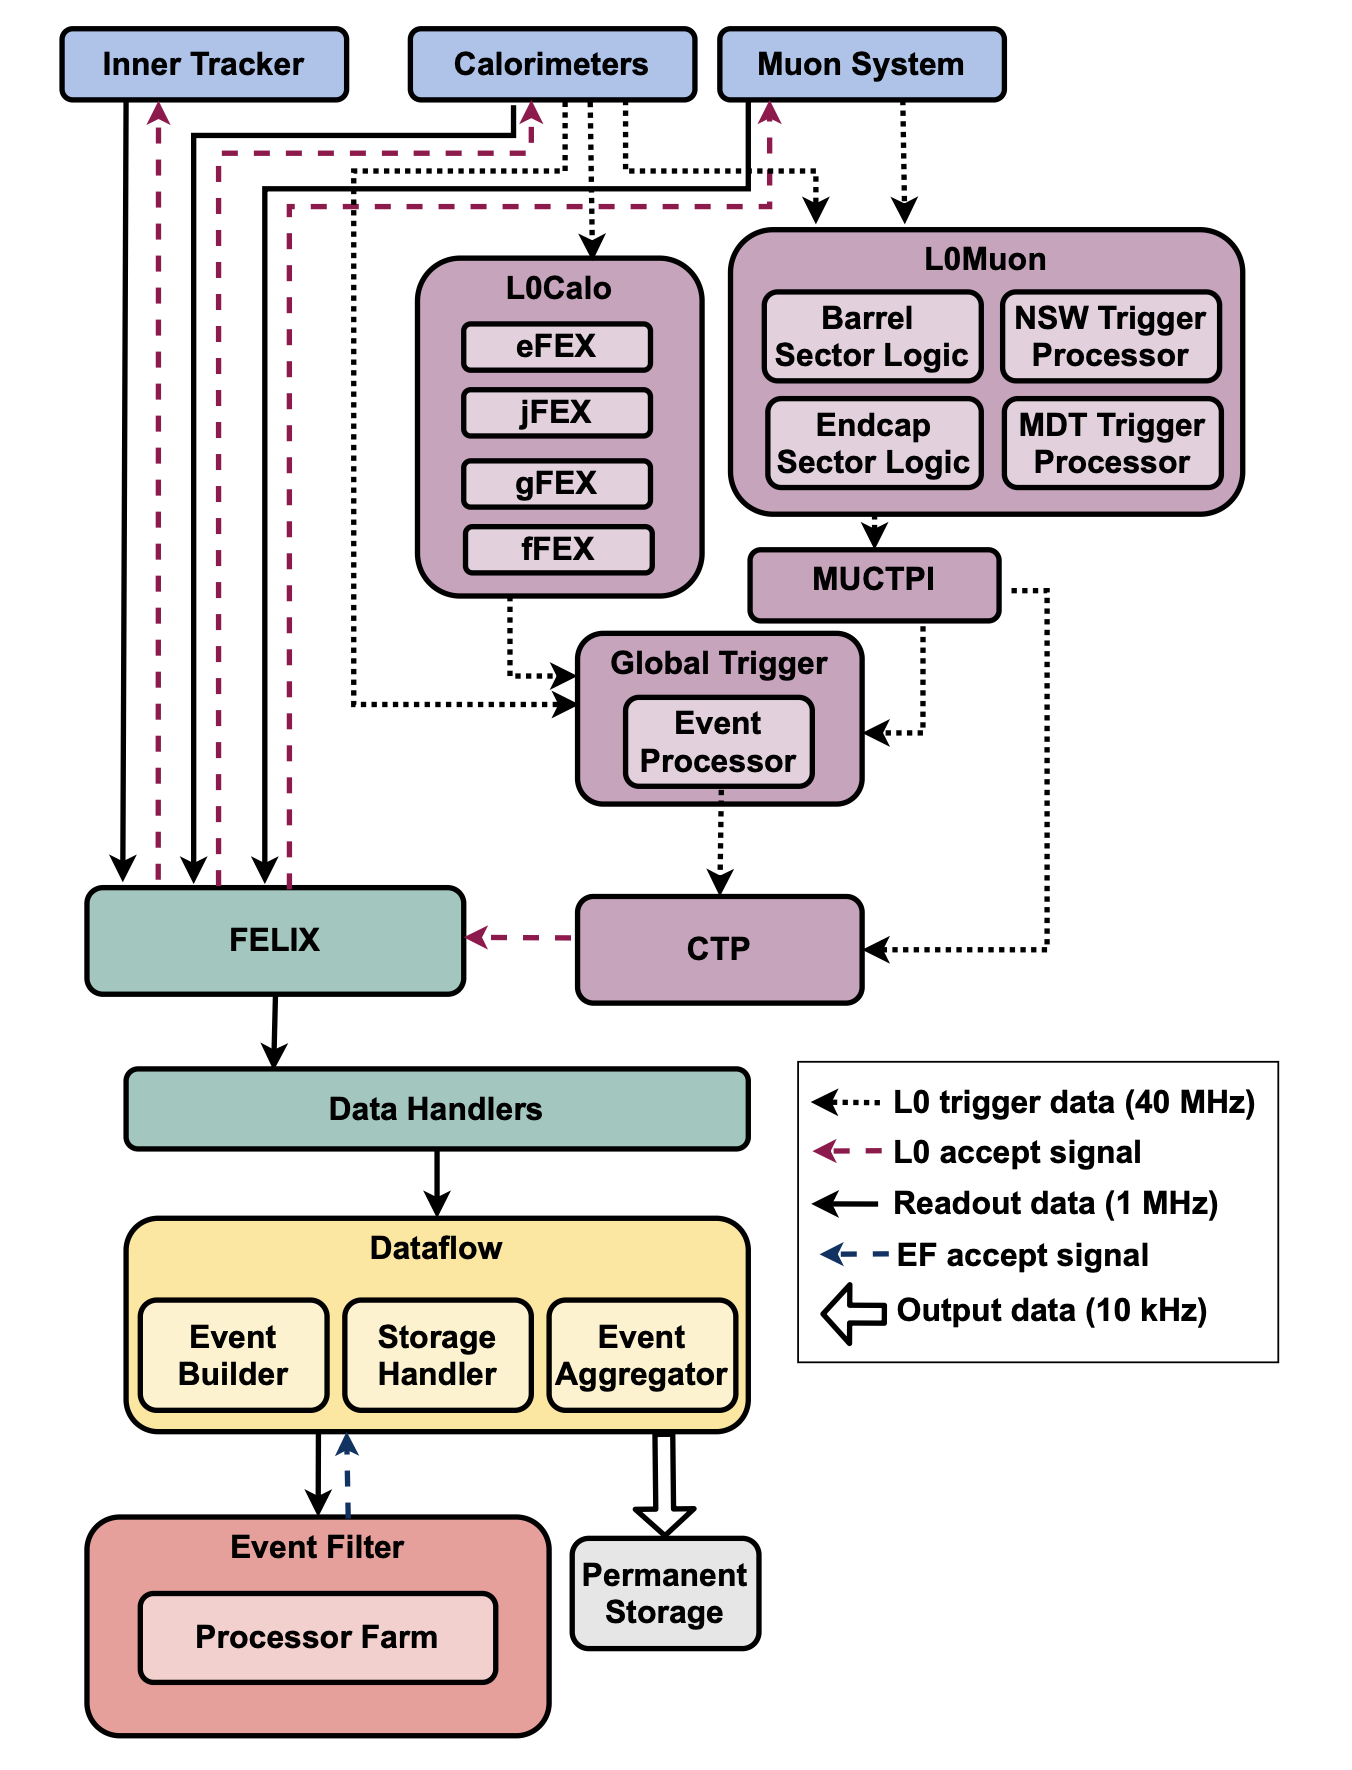 Inner Tracker
Calorimeters
Muon System
L0Calo
eFEX
jFEX
gFEX
fFEX
L0Muon
Barrel
Sector Logic
NSW Trigger
Processor
Endcap
Sector Logic
MDT Trigger
Processor
MUCTPI
Global Trigger
Event
Processor
FELIX
CTP
Data Handlers
L0 trigger data (40 MHz)
L0 accept signal
Readout data (1 MHz)
EF accept signal
Output data (10 kHz)
Dataflow
Event
Builder
Storage
Handler
Event
Aggregator
Event Filter
Processor Farm
Permanent
Storage